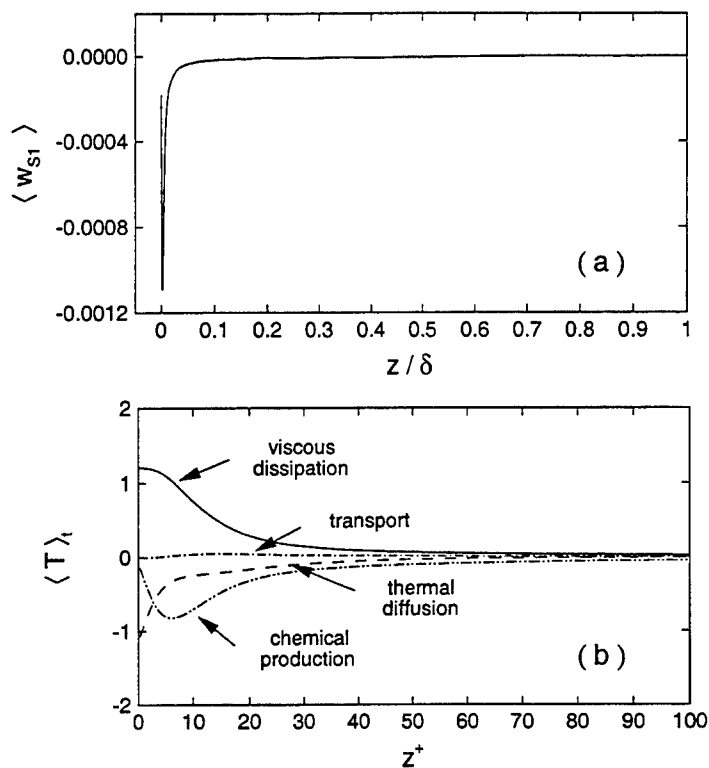 0.0000
-0.0004
-0.0008
-0.0012
⟨ w_S1 ⟩
(a)
0 0.1 0.2 0.3 0.4 0.5 0.6 0.7 0.8 0.9 1
z / δ
2
1
0
-1
-2
⟨ T ⟩_t
viscous
dissipation
transport
thermal
diffusion
chemical
production
(b)
0 10 20 30 40 50 60 70 80 90 100
z⁺